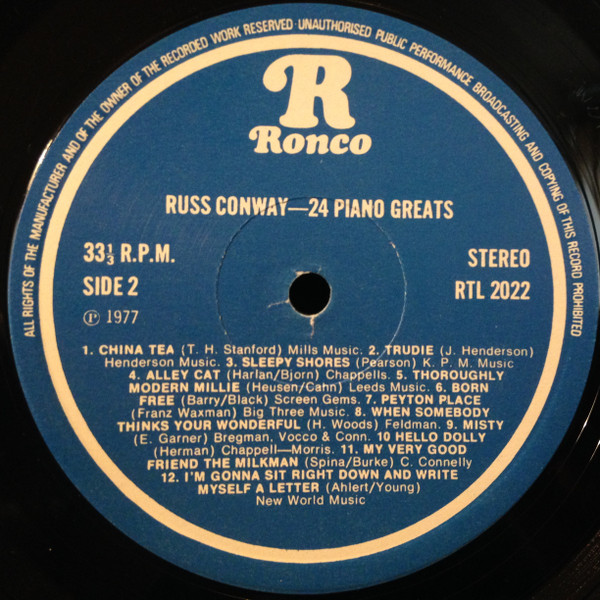 ALL RIGHTS OF THE MANUFACTURER AND OF THE OWNER OF THE RECORDED WORK RESERVED · UNAUTHORISED PUBLIC PERFORMANCE BROADCASTING AND COPYING OF THIS RECORD PROHIBITED
R
Ronco
RUSS CONWAY—24 PIANO GREATS
33⅓ R.P.M.
STEREO
SIDE 2
RTL 2022
Ⓟ 1977
1. CHINA TEA (T. H. Stanford) Mills Music. 2. TRUDIE (J. Henderson)
Henderson Music. 3. SLEEPY SHORES (Pearson) K. P. M. Music
4. ALLEY CAT (Harlan/Bjorn) Chappells. 5. THOROUGHLY
MODERN MILLIE (Heusen/Cahn) Leeds Music. 6. BORN
FREE (Barry/Black) Screen Gems. 7. PEYTON PLACE
(Franz Waxman) Big Three Music. 8. WHEN SOMEBODY
THINKS YOUR WONDERFUL (H. Woods) Feldman. 9. MISTY
(E. Garner) Bregman, Vocco & Conn. 10 HELLO DOLLY
(Herman) Chappell—Morris. 11. MY VERY GOOD
FRIEND THE MILKMAN (Spina/Burke) C. Connelly
12. I'M GONNA SIT RIGHT DOWN AND WRITE
MYSELF A LETTER (Ahlert/Young)
New World Music